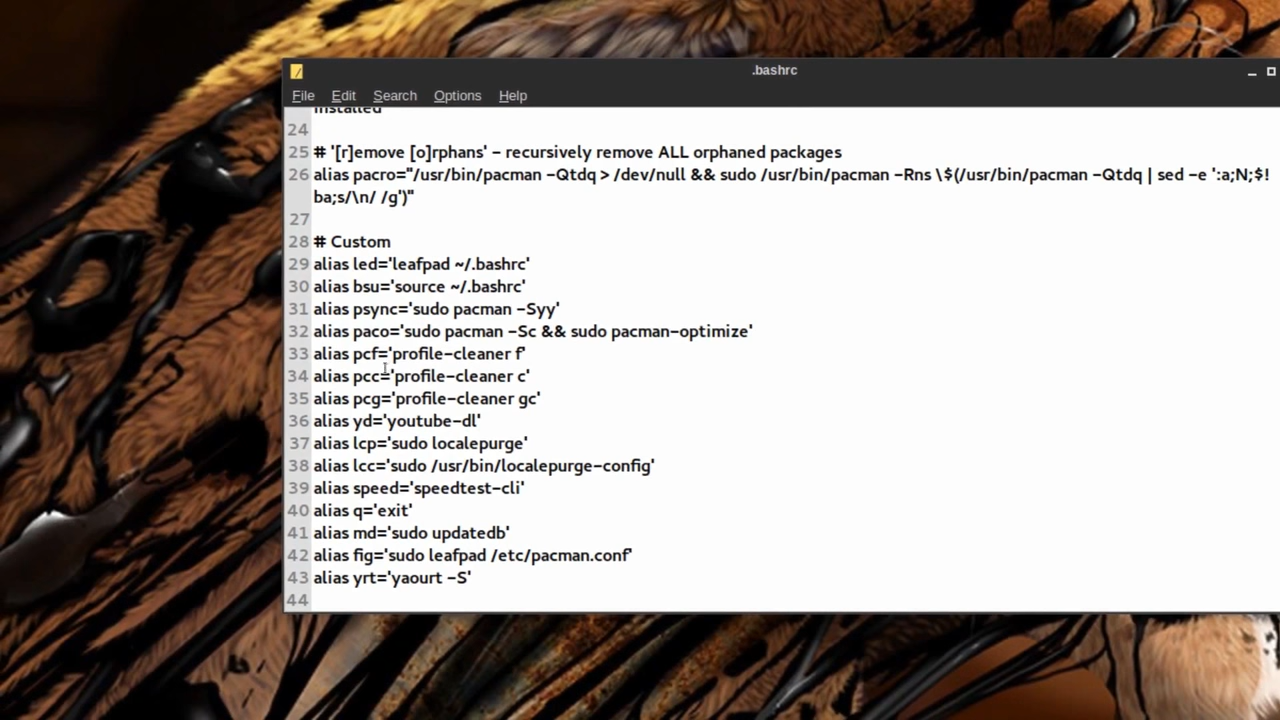 .bashrc
File Edit Search Options Help
installed
24
25 # '[r]emove [o]rphans' – recursively remove ALL orphaned packages
26 alias pacro="/usr/bin/pacman –Qtdq > /dev/null && sudo /usr/bin/pacman –Rns \$(/usr/bin/pacman –Qtdq | sed –e ':a;N;$!
ba;s/\n/ /g')"
27
28 # Custom
29 alias led='leafpad ~/.bashrc'
30 alias bsu='source ~/.bashrc'
31 alias psync='sudo pacman –Syy'
32 alias paco='sudo pacman –Sc && sudo pacman–optimize'
33 alias pcf='profile–cleaner f'
34 alias pcc='profile–cleaner c'
35 alias pcg='profile–cleaner gc'
36 alias yd='youtube–dl'
37 alias lcp='sudo localepurge'
38 alias lcc='sudo /usr/bin/localepurge–config'
39 alias speed='speedtest–cli'
40 alias q='exit'
41 alias md='sudo updatedb'
42 alias fig='sudo leafpad /etc/pacman.conf'
43 alias yrt='yaourt –S'
44